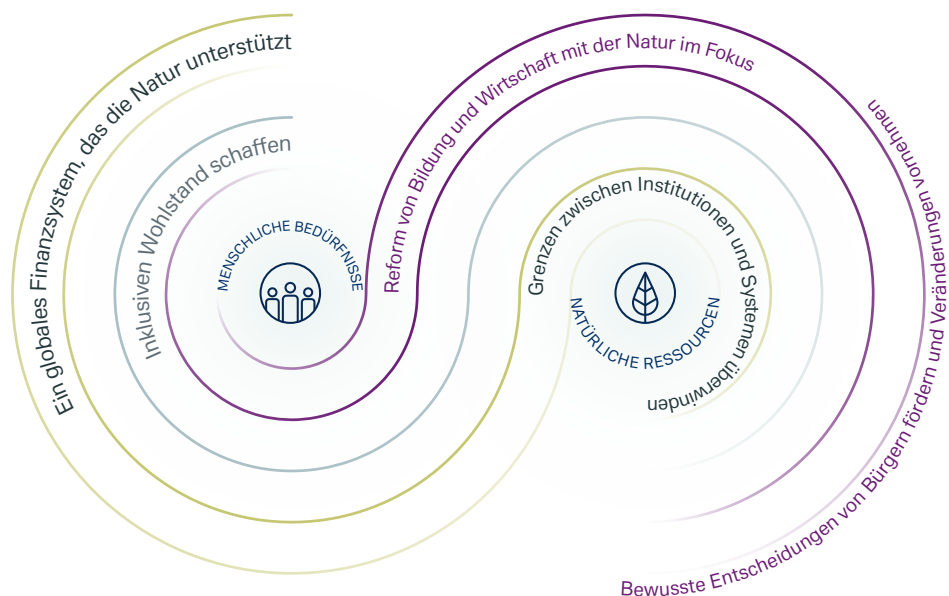 Ein globales Finanzsystem, das die Natur unterstützt
Inklusiven Wohlstand schaffen
MENSCHLICHE BEDÜRFNISSE
Reform von Bildung und Wirtschaft mit der Natur im Fokus
Grenzen zwischen Institutionen und Systemen überwinden
NATÜRLICHE RESSOURCEN
Bewusste Entscheidungen von Bürgern fördern und Veränderungen vornehmen